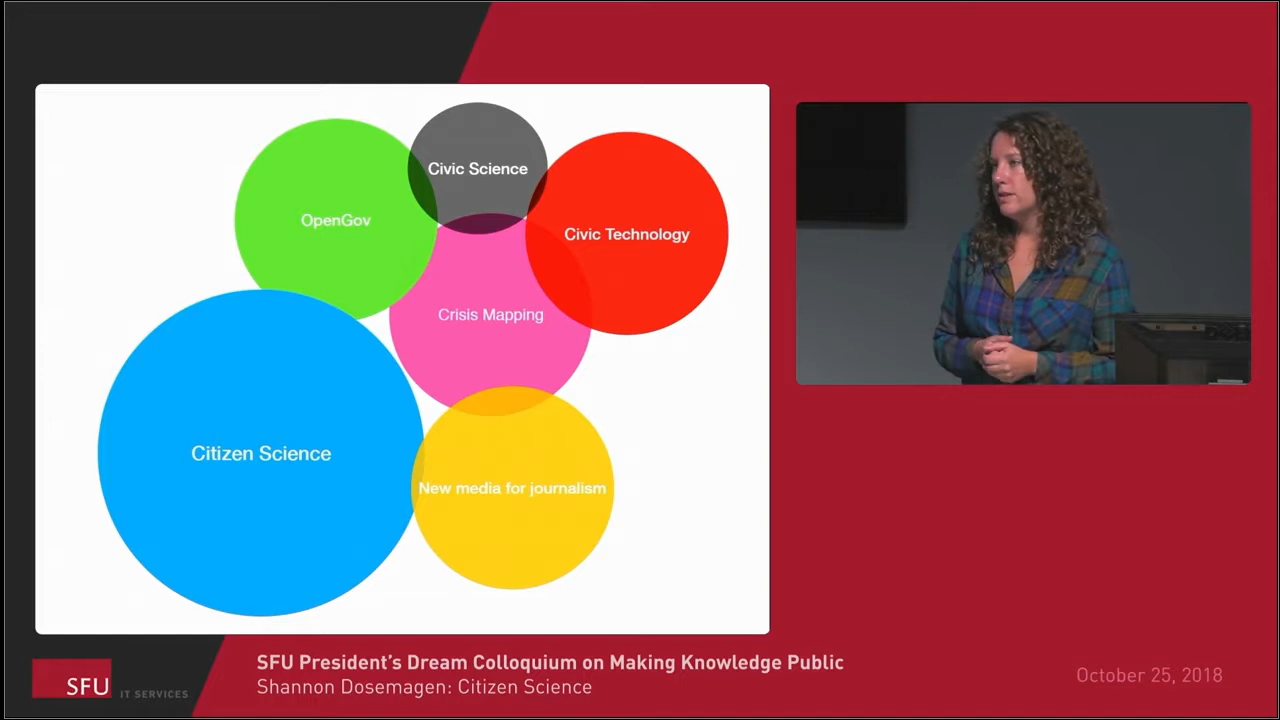 Civic Science
OpenGov
Civic Technology
Crisis Mapping
Citizen Science
New media for journalism
SFU President's Dream Colloquium on Making Knowledge Public
Shannon Dosemagen: Citizen Science
October 25, 2018
SFU IT SERVICES